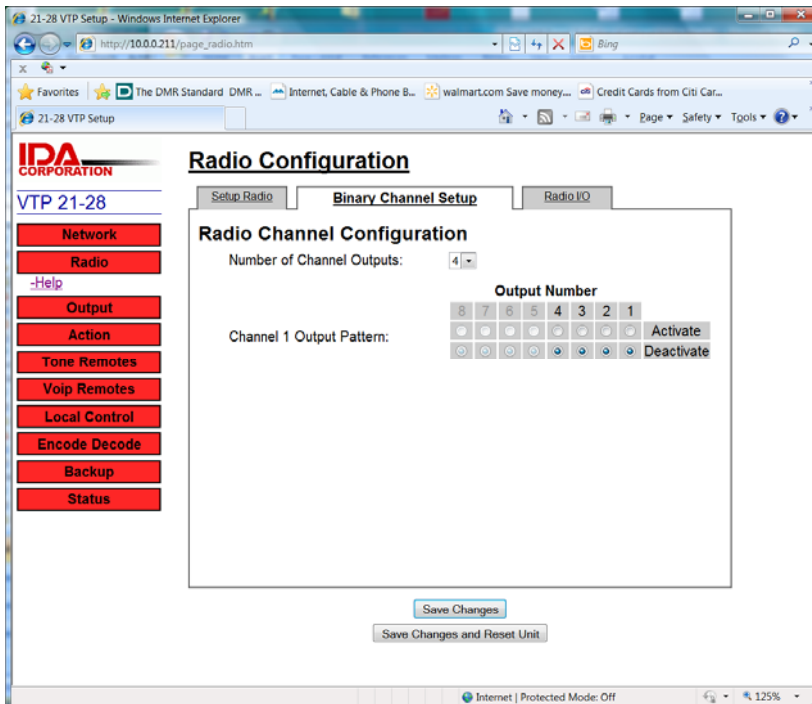 21-28 VTP Setup - Windows Internet Explorer
http://10.0.0.211/page_radio.htm
Bing
x
Favorites The DMR Standard DMR ... Internet, Cable & Phone B... walmart.com Save money,... Credit Cards from Citi Car...
21-28 VTP Setup
Page Safety Tools
IDA
CORPORATION
VTP 21-28
Network
Radio
-Help
Output
Action
Tone Remotes
Voip Remotes
Local Control
Encode Decode
Backup
Status
Radio Configuration
Setup Radio Binary Channel Setup Radio I/O
Radio Channel Configuration
Number of Channel Outputs: 4
Output Number
8 7 6 5 4 3 2 1
Channel 1 Output Pattern:
Activate
Deactivate
Save Changes
Save Changes and Reset Unit
Internet | Protected Mode: Off
125%